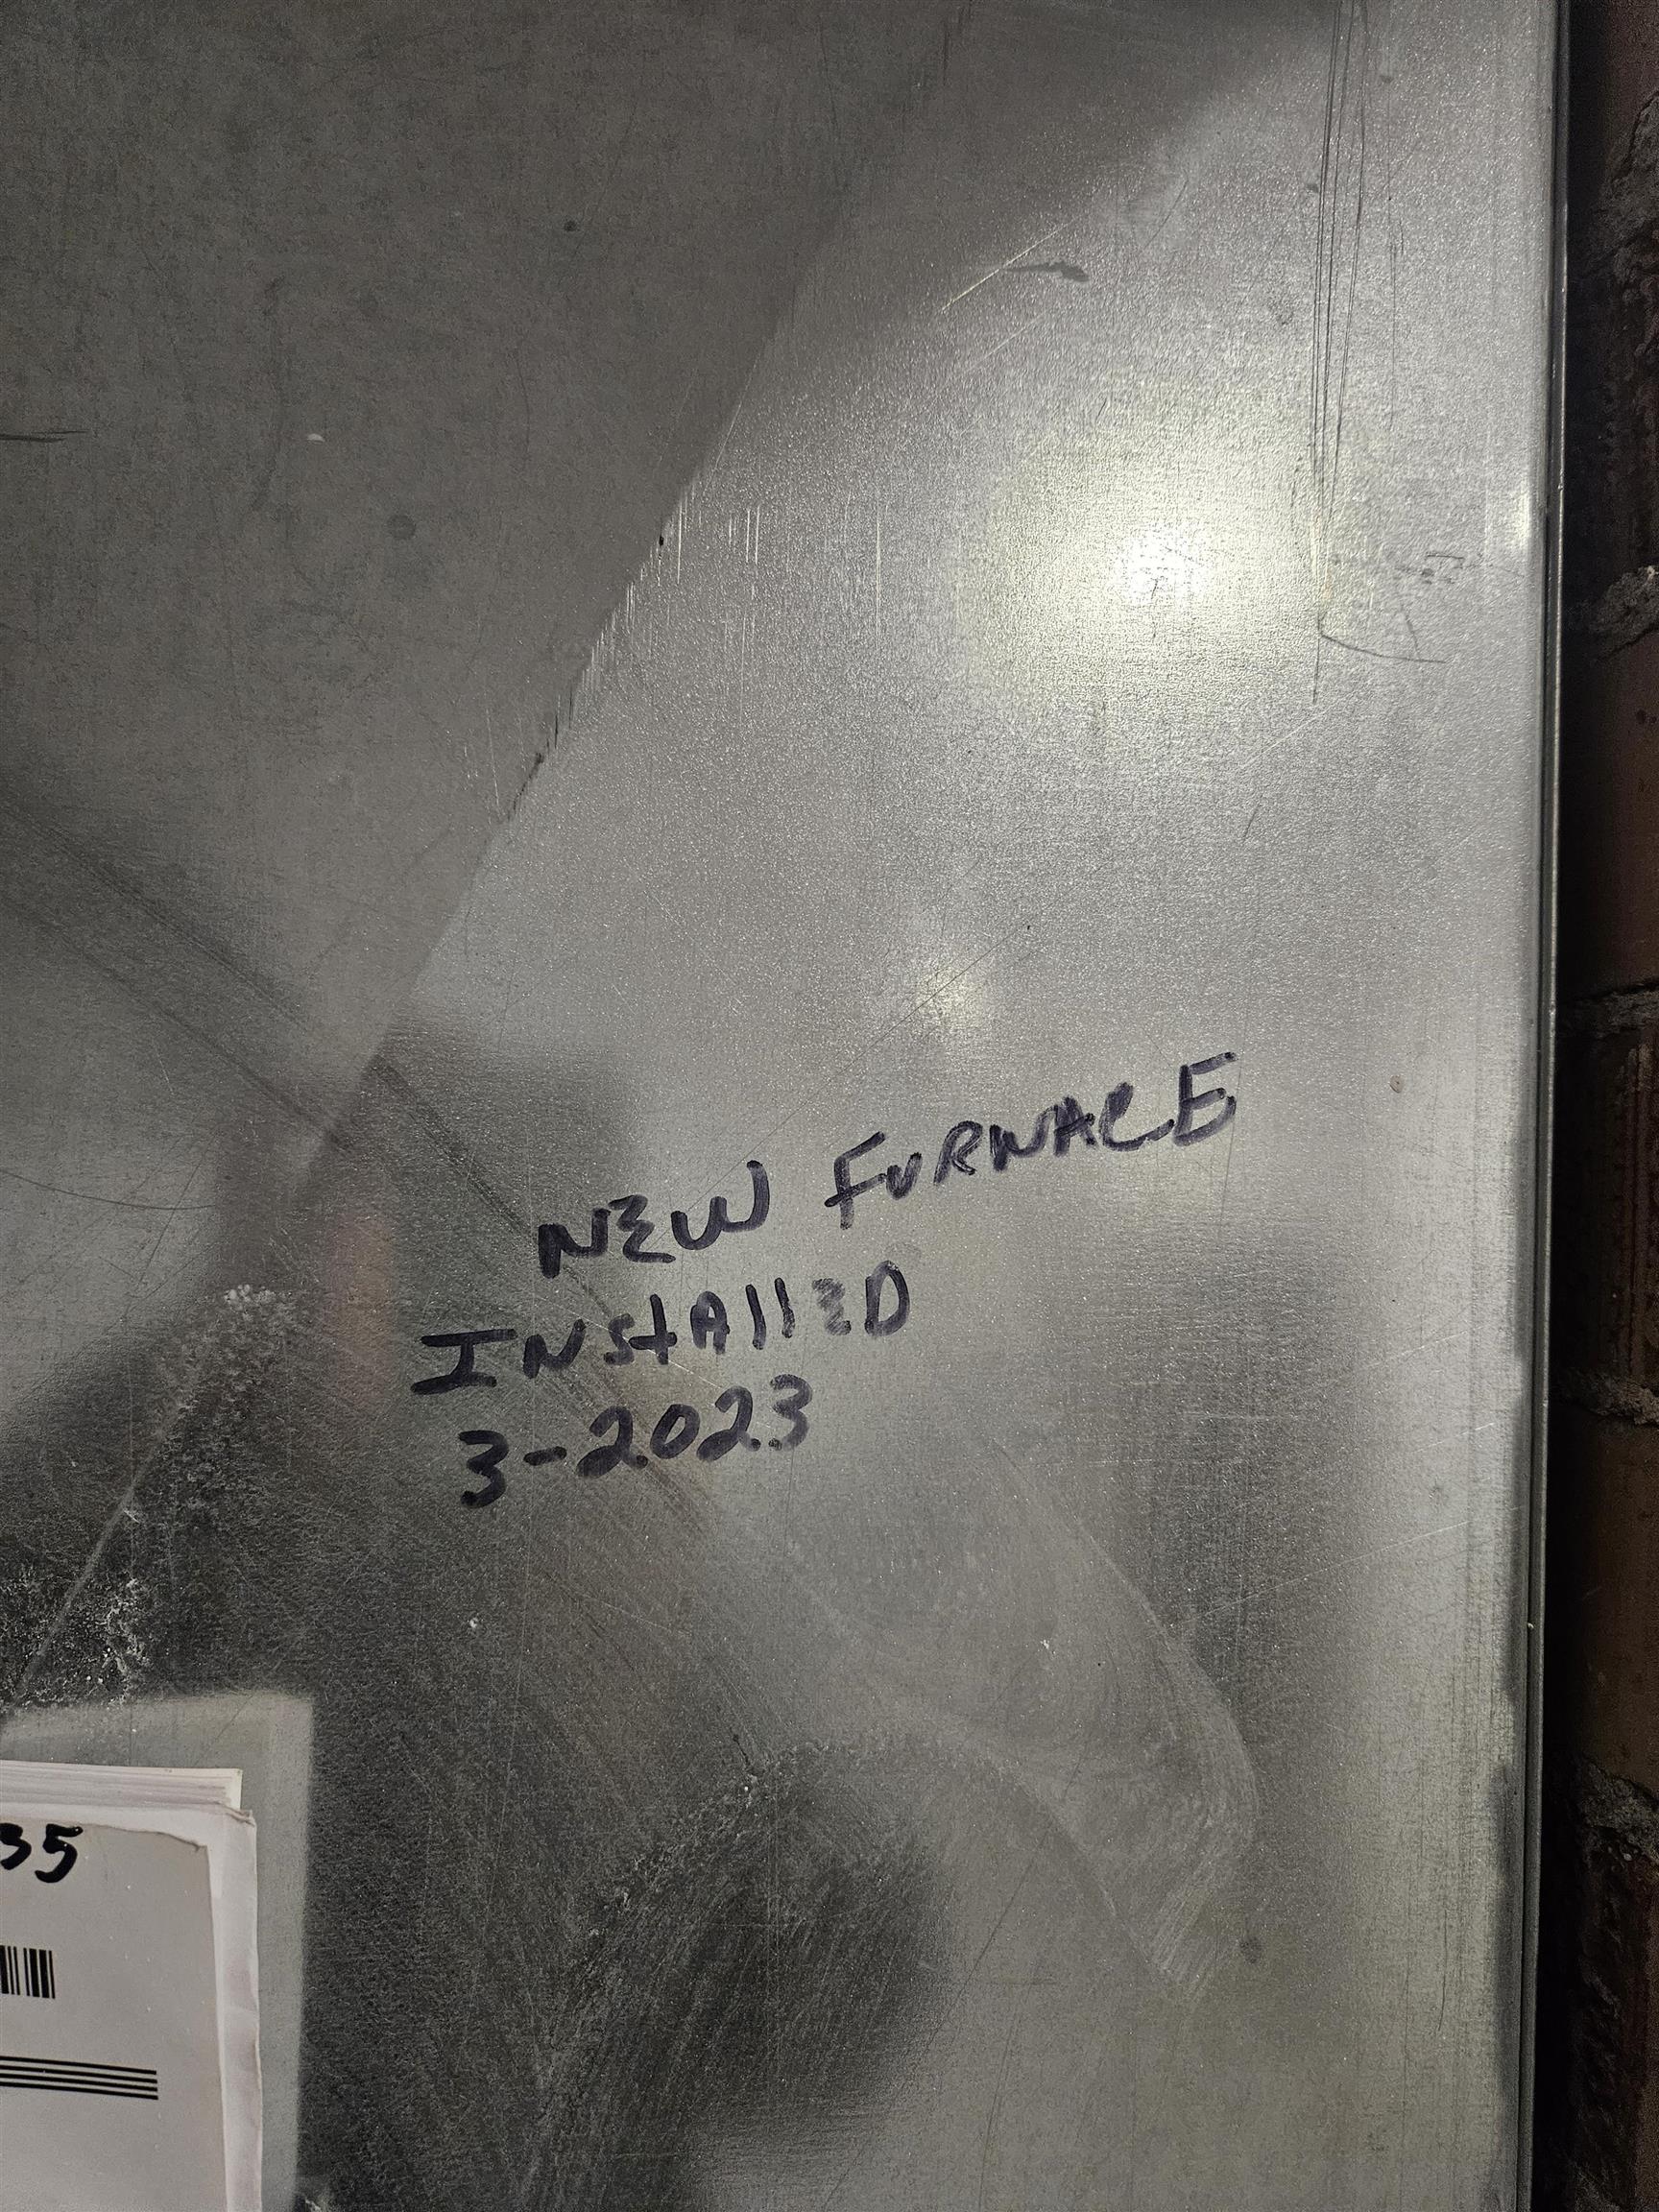 NEW FURNACE
INSTAllED
3-2023
35